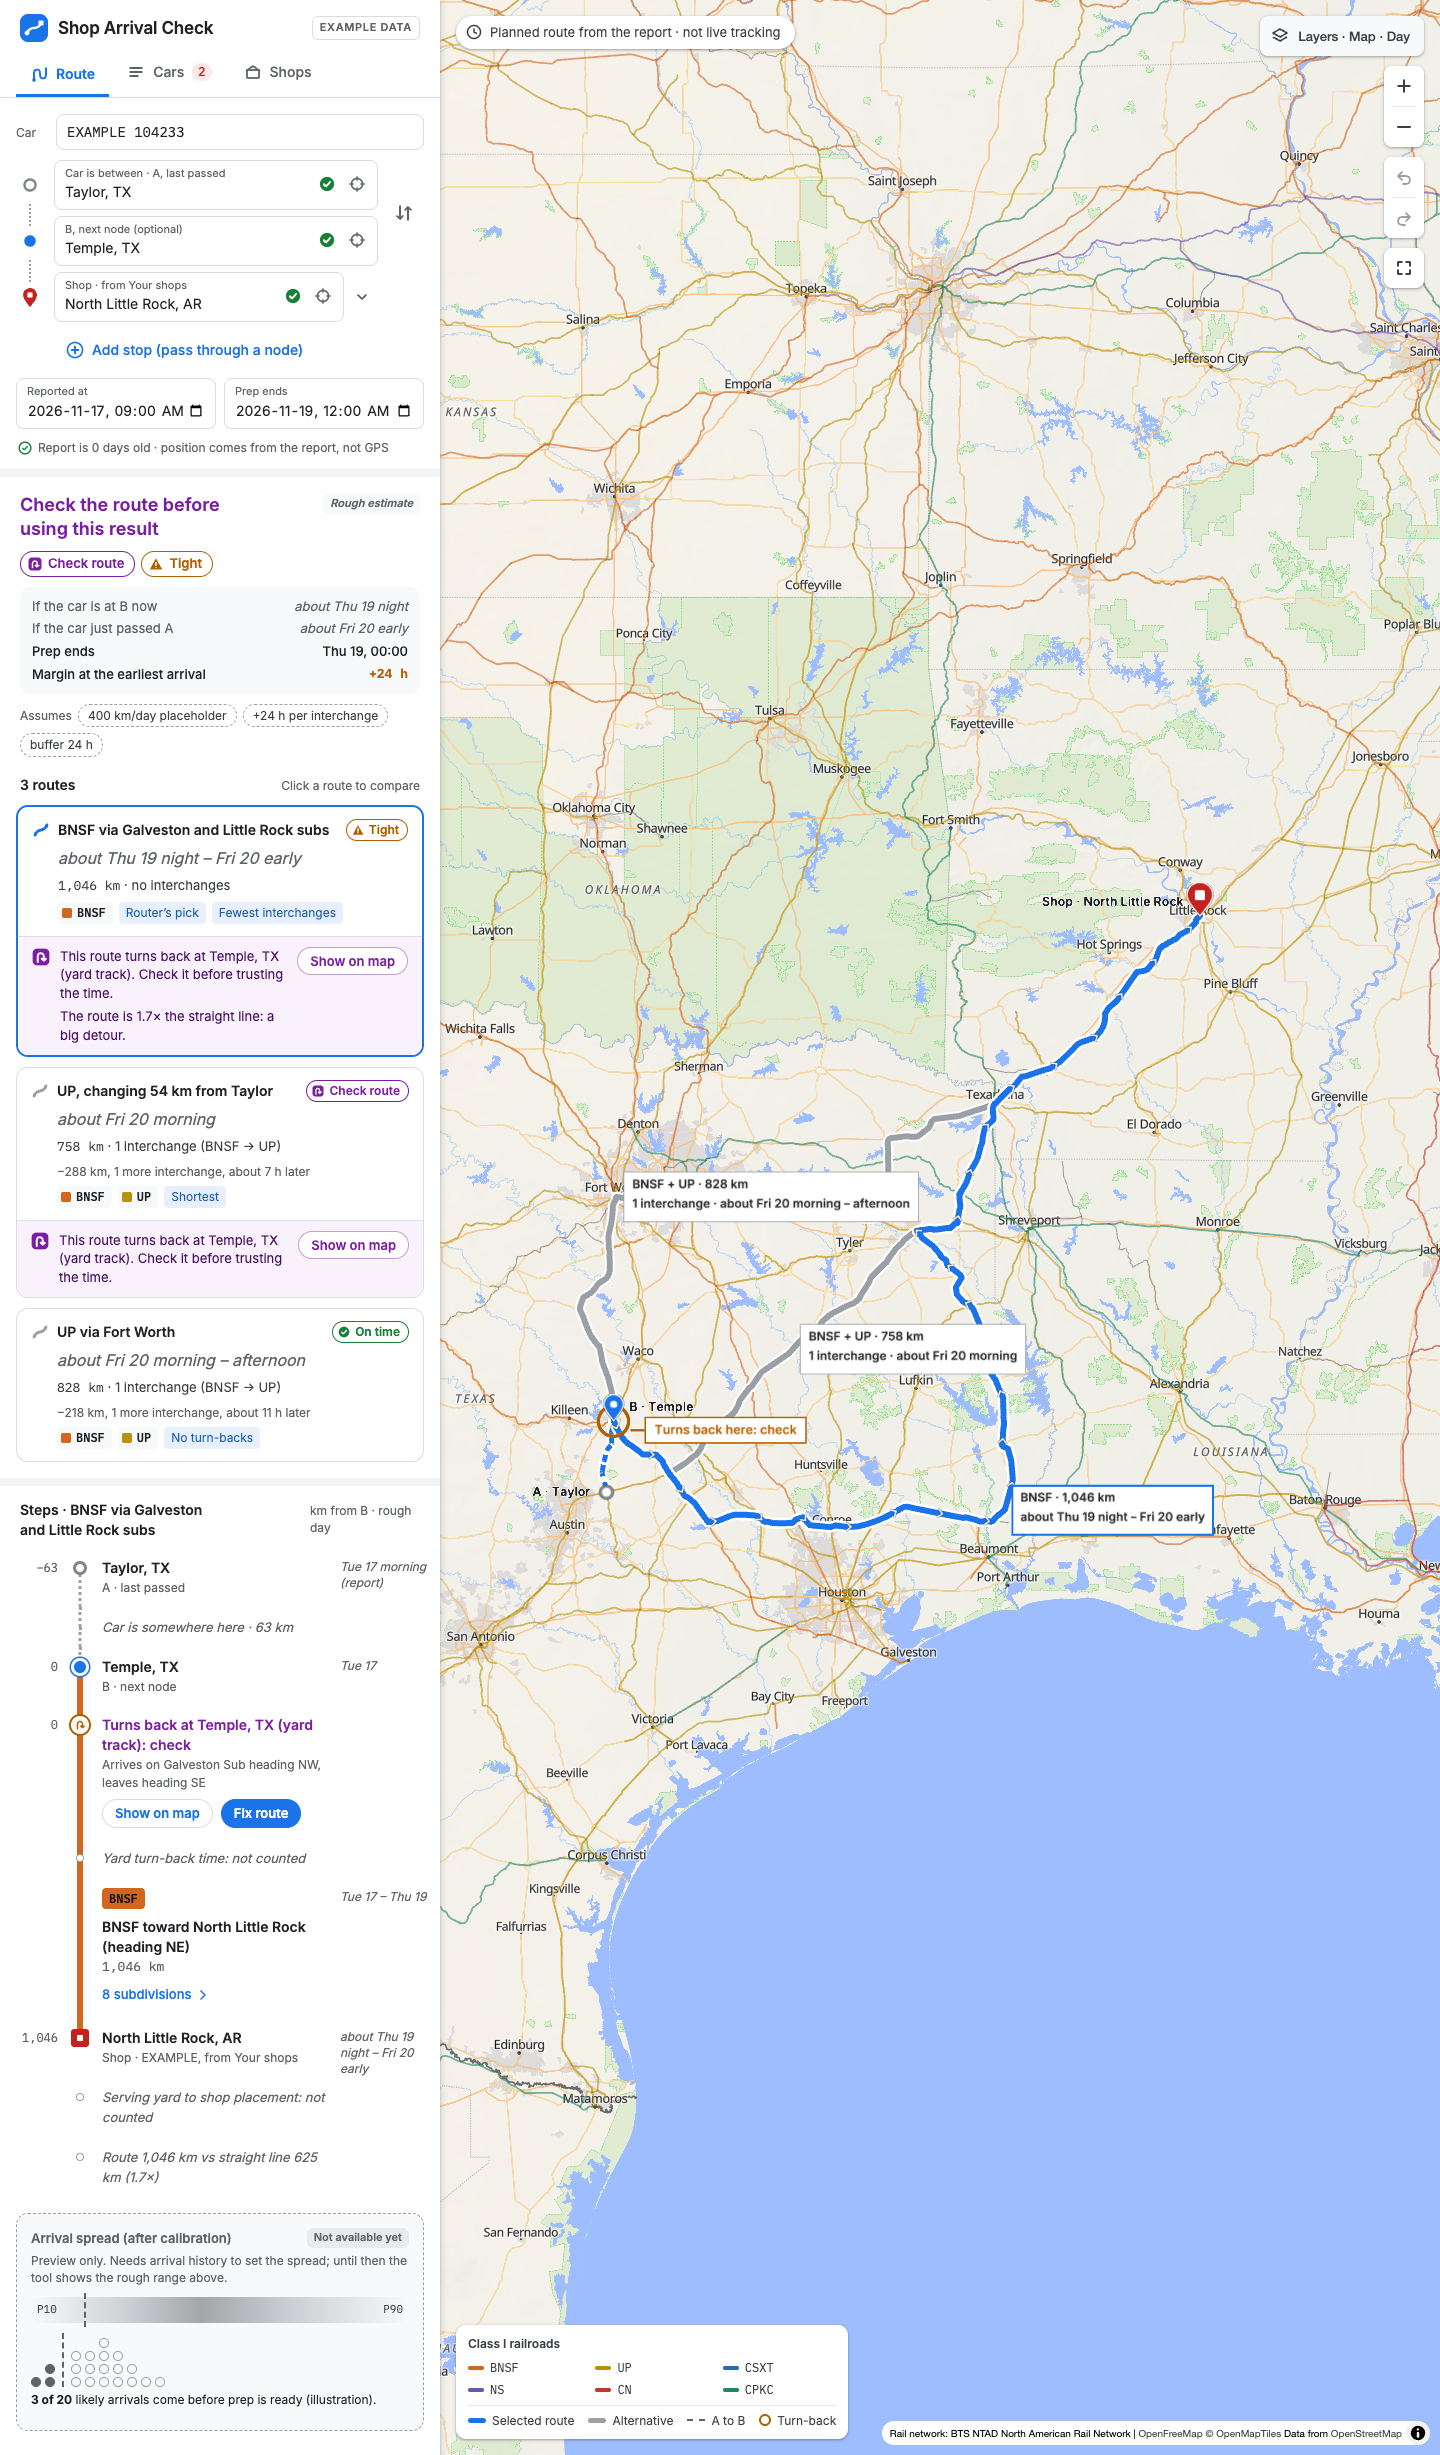 Shop Arrival Check
EXAMPLE DATA
Route
Cars 2
Shops
Car
EXAMPLE 104233
Car is between · A, last passed
Taylor, TX
B, next node (optional)
Temple, TX
Shop · from Your shops
North Little Rock, AR
Add stop (pass through a node)
Reported at
2026-11-17, 09:00 AM
Prep ends
2026-11-19, 12:00 AM
Report is 0 days old · position comes from the report, not GPS
Check the route before
using this result
Rough estimate
Check route
Tight
If the car is at B now
about Thu 19 night
If the car just passed A
about Fri 20 early
Prep ends
Thu 19, 00:00
Margin at the earliest arrival
+24 h
Assumes
400 km/day placeholder
+24 h per interchange
buffer 24 h
3 routes
Click a route to compare
BNSF via Galveston and Little Rock subs
Tight
about Thu 19 night – Fri 20 early
1,046 km · no interchanges
BNSF
Router's pick
Fewest interchanges
This route turns back at Temple, TX
(yard track). Check it before trusting
the time.
Show on map
The route is 1.7× the straight line: a
big detour.
UP, changing 54 km from Taylor
Check route
about Fri 20 morning
758 km · 1 interchange (BNSF → UP)
−288 km, 1 more interchange, about 7 h later
BNSF
UP
Shortest
This route turns back at Temple, TX
(yard track). Check it before trusting
the time.
Show on map
UP via Fort Worth
On time
about Fri 20 morning – afternoon
828 km · 1 interchange (BNSF → UP)
−218 km, 1 more interchange, about 11 h later
BNSF
UP
No turn-backs
Steps · BNSF via Galveston
and Little Rock subs
km from B · rough
day
−63
Taylor, TX
Tue 17 morning
(report)
A · last passed
Car is somewhere here · 63 km
0
Temple, TX
Tue 17
B · next node
0
Turns back at Temple, TX (yard
track): check
Arrives on Galveston Sub heading NW,
leaves heading SE
Show on map
Fix route
Yard turn-back time: not counted
BNSF
Tue 17 – Thu 19
BNSF toward North Little Rock
(heading NE)
1,046 km
8 subdivisions
1,046
North Little Rock, AR
about Thu 19
night – Fri 20
early
Shop · EXAMPLE, from Your shops
Serving yard to shop placement: not
counted
Route 1,046 km vs straight line 625
km (1.7×)
Arrival spread (after calibration)
Not available yet
Preview only. Needs arrival history to set the spread; until then the
tool shows the rough range above.
P10
P90
3 of 20 likely arrivals come before prep is ready (illustration).
Planned route from the report · not live tracking
Layers · Map · Day
Quincy
Saint Joseph
Topeka
Columbia
Salina
Saint Charles
Saint
Jefferson City
Emporia
KANSAS
Wichita
Springfield
Joplin
Coffeyville
Ponca City
Poplar Blu
Tulsa
Fayetteville
Jonesboro
Muskogee
Oklahoma City
Shawnee
Fort Smith
Norman
Conway
OKLAHOMA
Shop · North Little Rock
Little Rock
Lawton
Hot Springs
Pine Bluff
Wichita Falls
Sherman
Greenville
Denton
El Dorado
BNSF + UP · 828 km
1 interchange · about Fri 20 morning – afternoon
Shreveport
Monroe
Tyler
Vicksburg
Jack
BNSF + UP · 758 km
1 interchange · about Fri 20 morning
Waco
Natchez
Lufkin
Alexandria
TEXAS
Killeen
B · Temple
Turns back here: check
LOUISIANA
Huntsville
A · Taylor
BNSF · 1,046 km
about Thu 19 night – Fri 20 early
Baton Rouge
Austin
Conroe
afayette
Beaumont
Port Arthur
New
Houston
Houma
San Antonio
Galveston
Bay City
Freeport
Victoria
Port Lavaca
Beeville
Corpus Christi
Kingsville
Falfurrias
Edinburg
Matamoros
San Fernando
Class I railroads
BNSF
UP
CSXT
NS
CN
CPKC
Selected route
Alternative
A to B
Turn-back
Rail network: BTS NTAD North American Rail Network | OpenFreeMap © OpenMapTiles Data from OpenStreetMap